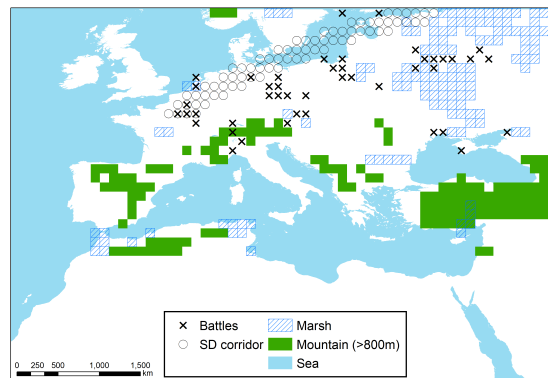 Battles
Marsh
SD corridor
Mountain (>800m)
Sea
0 250 500 1,000 1,500
km